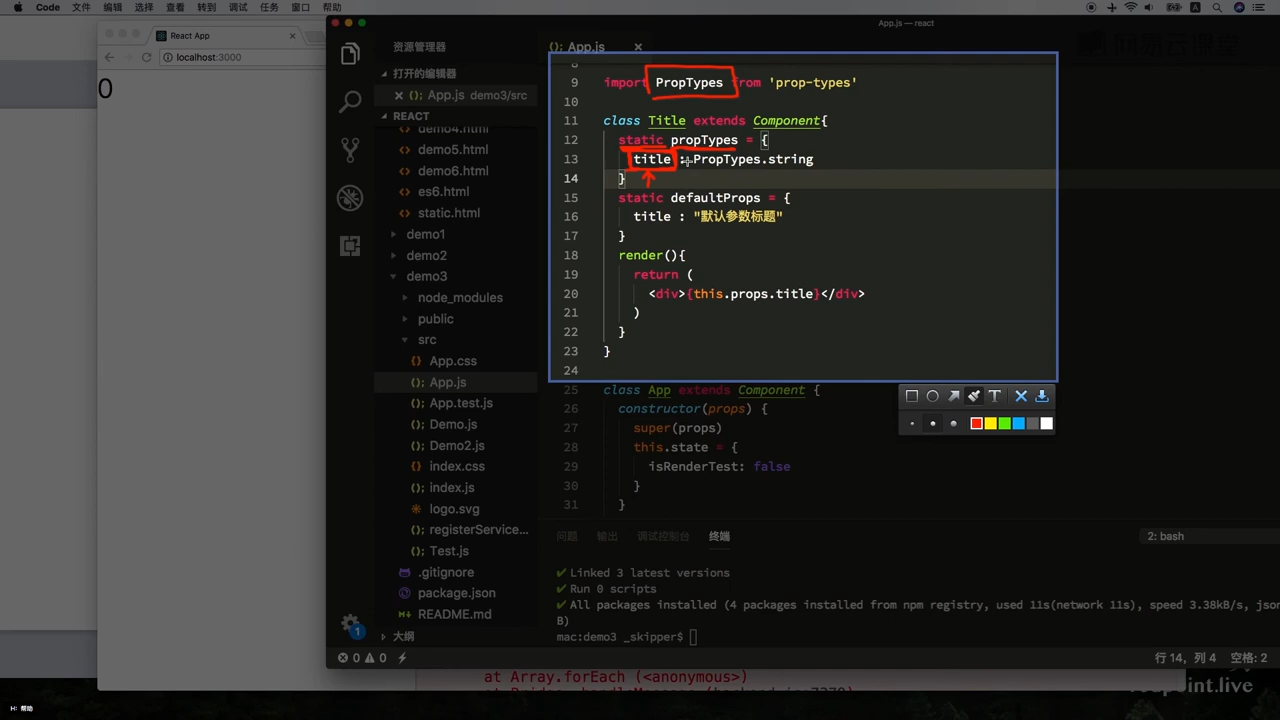 Code 文件 编辑 选择 查看 转到 调试 任务 窗口 帮助
App.js — react
React App
localhost:3000
0
资源管理器
打开的编辑器
App.js demo3/src
REACT
demo4.html
demo5.html
demo6.html
es6.html
static.html
demo1
demo2
demo3
node_modules
public
src
App.css
App.js
App.test.js
Demo.js
Demo2.js
index.css
index.js
logo.svg
registerService...
Test.js
.gitignore
package.json
README.md
大纲
App.js
8
9 import PropTypes from 'prop-types'
10
11 class Title extends Component{
12 static propTypes = {
13 title : PropTypes.string
14 }
15 static defaultProps = {
16 title : "默认参数标题"
17 }
18 render(){
19 return (
20 <div>{this.props.title}</div>
21 )
22 }
23 }
24
25 class App extends Component {
26 constructor(props) {
27 super(props)
28 this.state = {
29 isRenderTest: false
30 }
31 }
问题 输出 调试控制台 终端
2: bash
✔ Linked 3 latest versions
✔ Run 0 scripts
✔ All packages installed (4 packages installed from npm registry, used 11s(network 11s), speed 3.38kB/s, json
B)
mac:demo3 _skipper$
1
0 0
行 14，列 4 空格: 2
at Array.forEach (<anonymous>)
H: 帮助